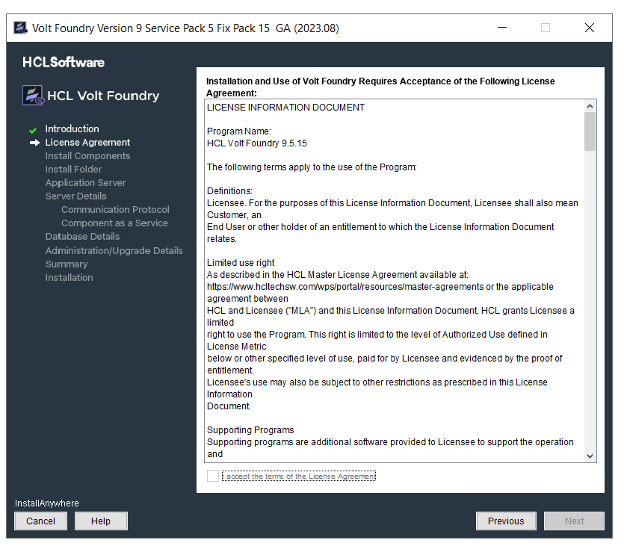 Volt Foundry Version 9 Service Pack 5 Fix Pack 15 GA (2023.08)
HCLSoftware
HCL Volt Foundry
Introduction
License Agreement
Install Components
Install Folder
Application Server
Server Details
Communication Protocol
Component as a Service
Database Details
Administration/Upgrade Details
Summary
Installation
Installation and Use of Volt Foundry Requires Acceptance of the Following License
Agreement:
LICENSE INFORMATION DOCUMENT
Program Name:
HCL Volt Foundry 9.5.15
The following terms apply to the use of the Program:
Definitions:
Licensee. For the purposes of this License Information Document, Licensee shall also mean
Customer, an
End User or other holder of an entitlement to which the License Information Document
relates.
Limited use right
As described in the HCL Master License Agreement available at:
https://www.hcltechsw.com/wps/portal/resources/master-agreements or the applicable
agreement between
HCL and Licensee ("MLA") and this License Information Document, HCL grants Licensee a
limited
right to use the Program. This right is limited to the level of Authorized Use defined in
License Metric
below or other specified level of use, paid for by Licensee and evidenced by the proof of
entitlement.
Licensee's use may also be subject to other restrictions as prescribed in this License
Information
Document.
Supporting Programs
Supporting programs are additional software provided to Licensee to support the operation
and
I accept the terms of the License Agreement
InstallAnywhere
Cancel
Help
Previous
Next